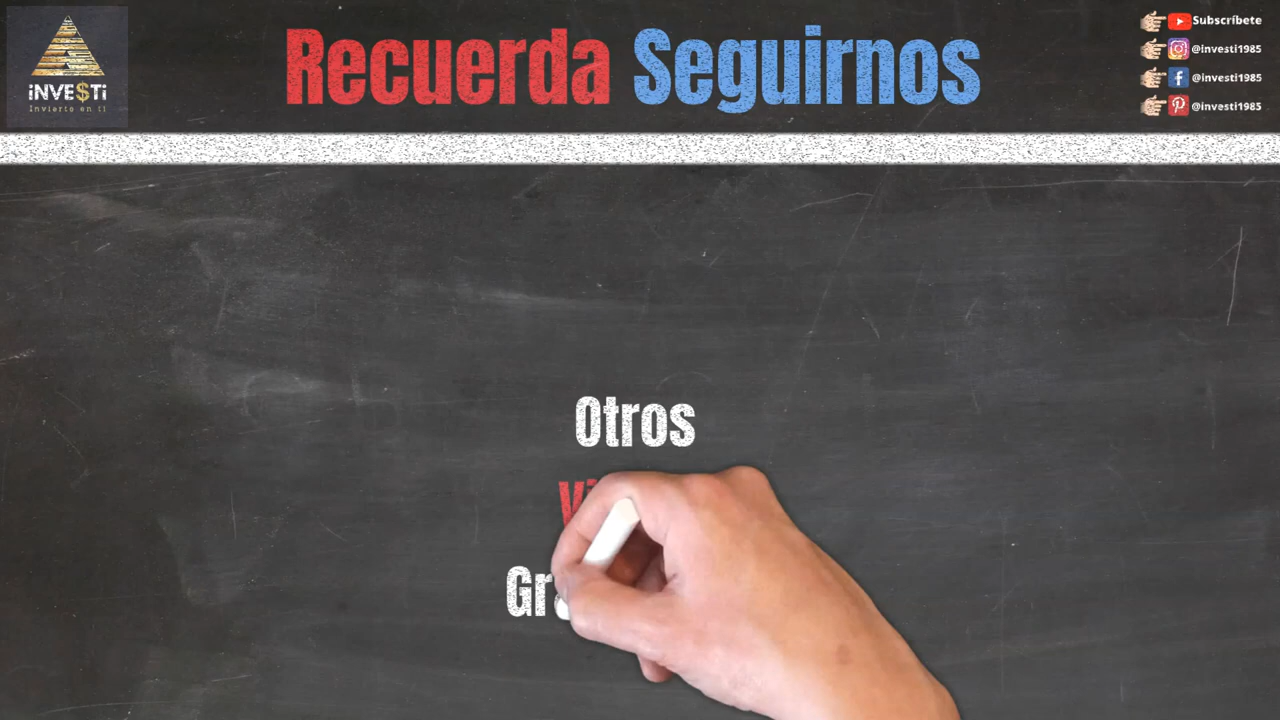 iNVE$Ti
Invierto en ti
Recuerda Seguirnos
Subscríbete
@investi1985
@investi1985
@investi1985
Otros